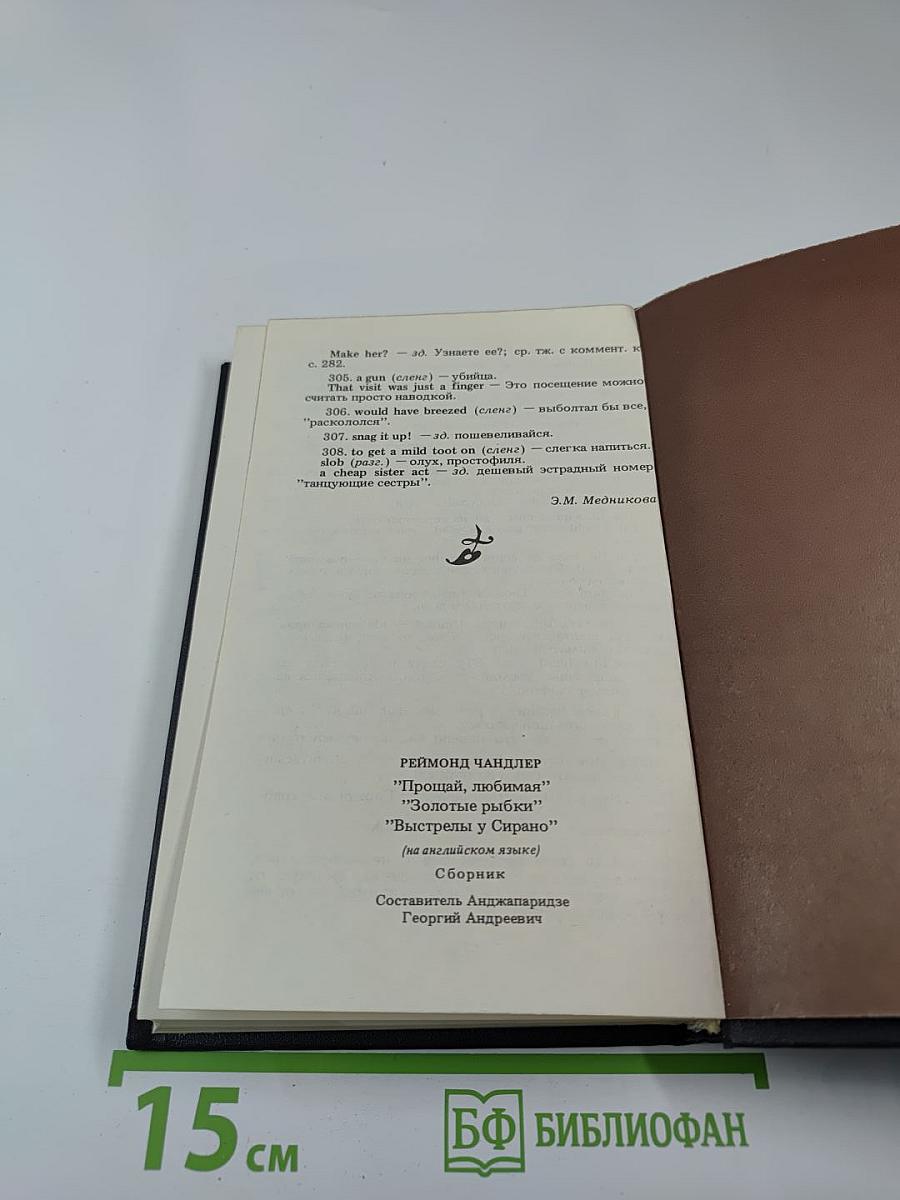 Make her? — зд. Узнаете ее?; ср. тж. с коммент. к
с. 282.
305. a gun (сленг) — убийца.
That visit was just a finger — Это посещение можно
считать просто наводкой.
306. would have breezed (сленг) — выболтал бы все,
"раскололся".
307. snag it up! — зд. пошевеливайся.
308. to get a mild toot on (сленг) — слегка напиться.
slob (разг.) — олух, простофиля.
a cheap sister act — зд. дешевый эстрадный номер
"танцующие сестры".
Э.М. Медникова
РЕЙМОНД ЧАНДЛЕР
"Прощай, любимая"
"Золотые рыбки"
"Выстрелы у Сирано"
(на английском языке)
Сборник
Составитель Анджапаридзе
Георгий Андреевич
15 см
БФ БИБЛИОФАН